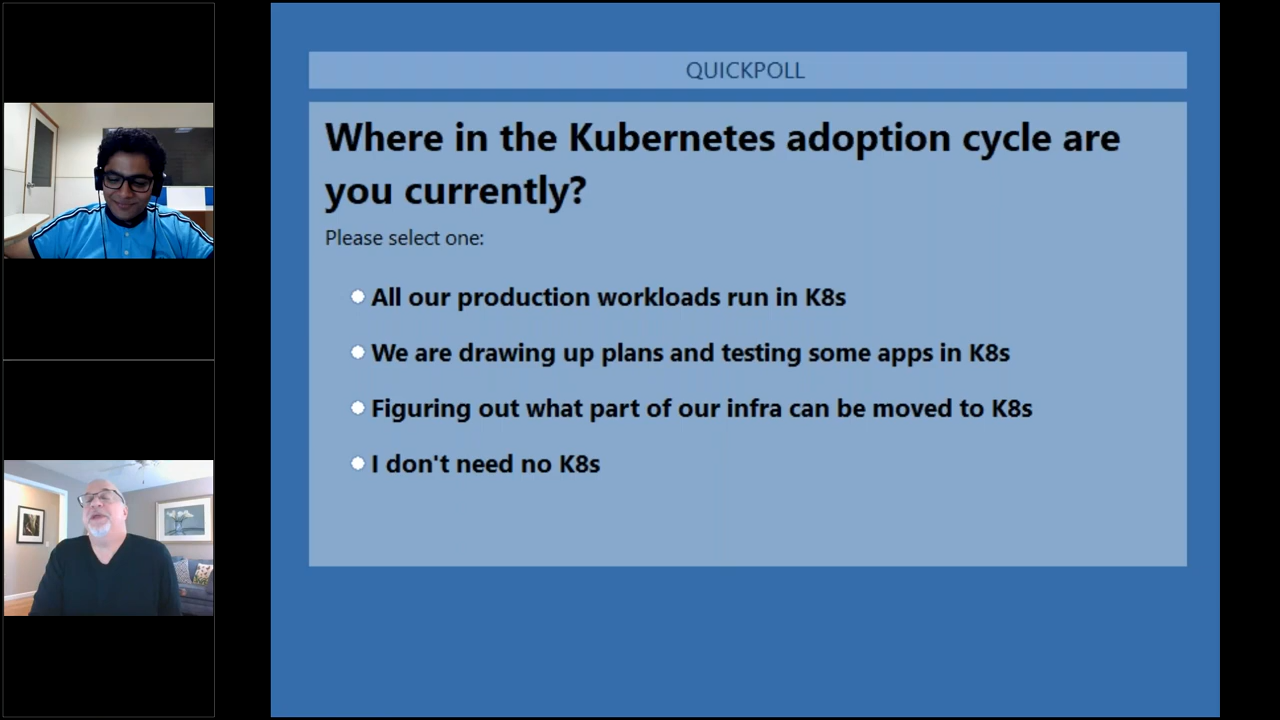 QUICKPOLL
Where in the Kubernetes adoption cycle are
you currently?
Please select one:
All our production workloads run in K8s
We are drawing up plans and testing some apps in K8s
Figuring out what part of our infra can be moved to K8s
I don't need no K8s